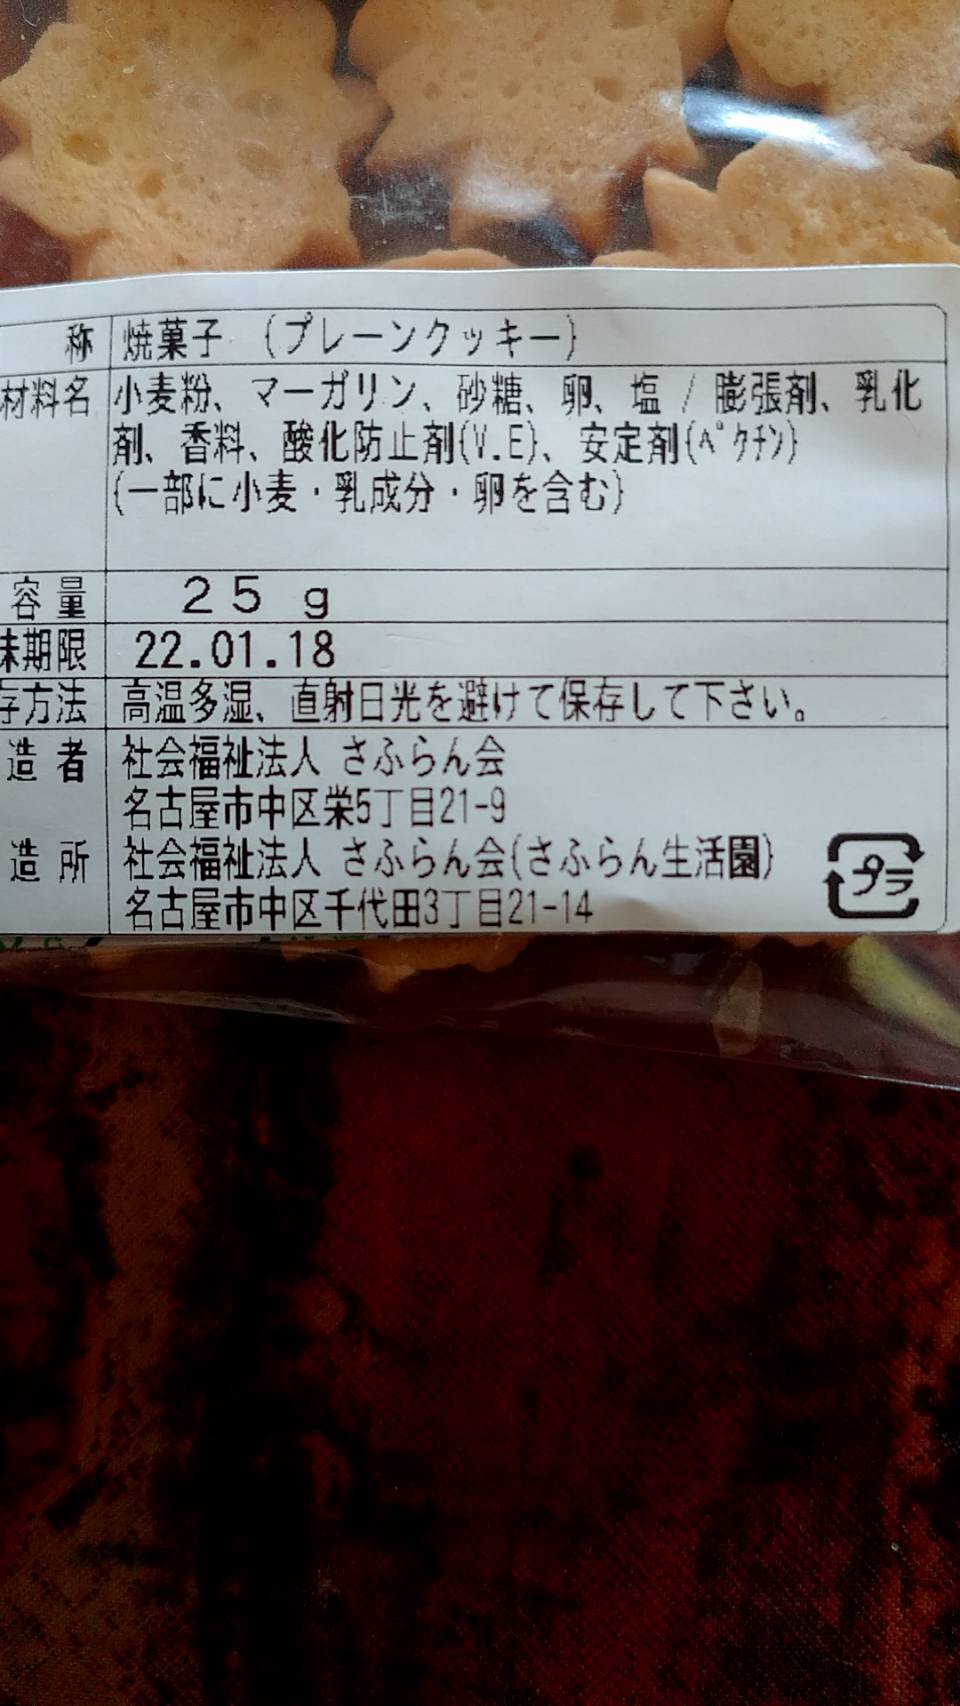 称 焼菓子 (プレーンクッキー)
材料名 小麦粉、マーガリン、砂糖、卵、塩 / 膨張剤、乳化
剤、香料、酸化防止剤(V.E)、安定剤(ペクチン)
(一部に小麦・乳成分・卵を含む)
容量 25 g
味期限 22.01.18
存方法 高温多湿、直射日光を避けて保存して下さい。
造者 社会福祉法人 さふらん会
名古屋市中区栄5丁目21-9
造所 社会福祉法人 さふらん会(さふらん生活園)
名古屋市中区千代田3丁目21-14
プラ